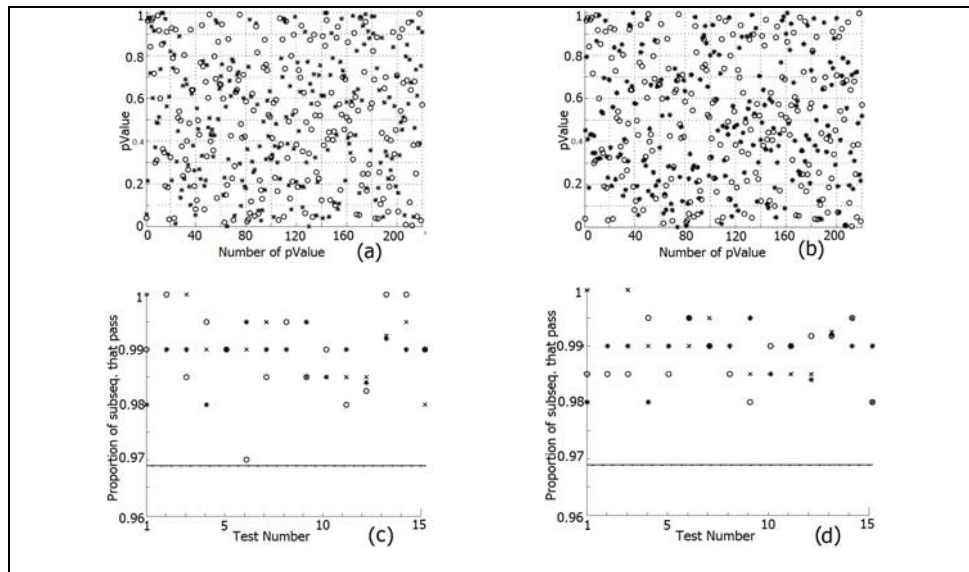 1
0.8
0.6
0.4
0.2
0
pValue
0 40 80 120 160 200
Number of pValue
(a)
1
0.8
0.6
0.4
0.2
0
pValue
0 40 80 120 160 200
Number of pValue
(b)
1
0.99
0.98
0.97
0.96
Proportion of subseq. that pass
1 5 10 15
Test Number
(c)
1
0.99
0.98
0.97
0.96
Proportion of subseq. that pass
1 5 10 15
Test Number
(d)